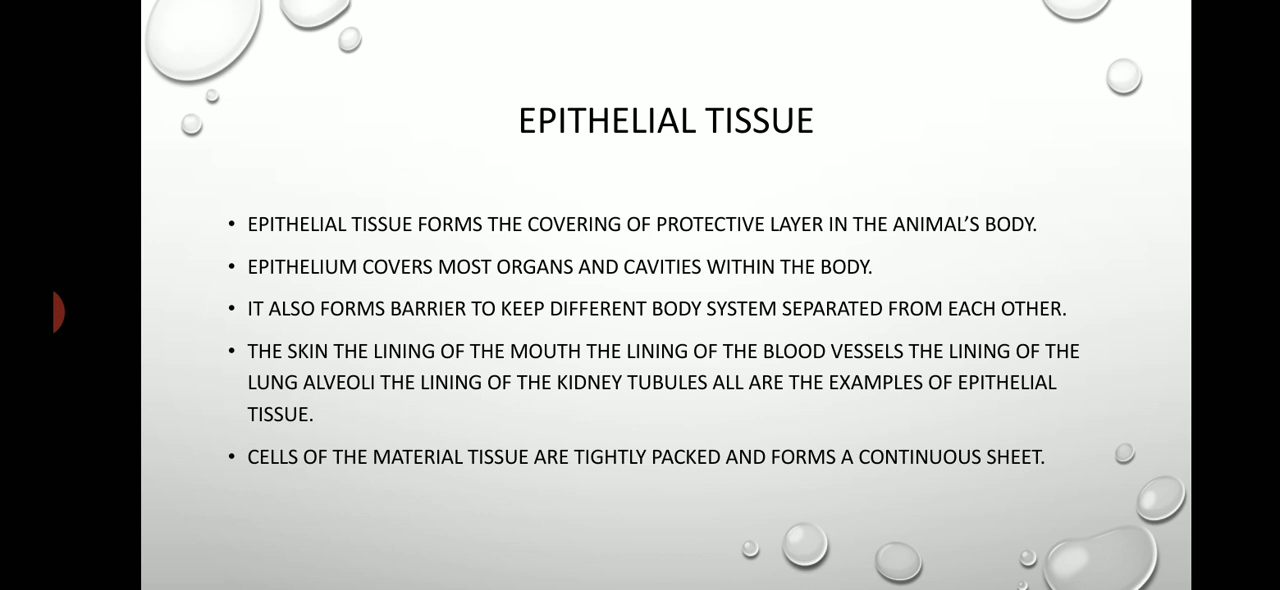 EPITHELIAL TISSUE
• EPITHELIAL TISSUE FORMS THE COVERING OF PROTECTIVE LAYER IN THE ANIMAL'S BODY.
• EPITHELIUM COVERS MOST ORGANS AND CAVITIES WITHIN THE BODY.
• IT ALSO FORMS BARRIER TO KEEP DIFFERENT BODY SYSTEM SEPARATED FROM EACH OTHER.
• THE SKIN THE LINING OF THE MOUTH THE LINING OF THE BLOOD VESSELS THE LINING OF THE
LUNG ALVEOLI THE LINING OF THE KIDNEY TUBULES ALL ARE THE EXAMPLES OF EPITHELIAL
TISSUE.
• CELLS OF THE MATERIAL TISSUE ARE TIGHTLY PACKED AND FORMS A CONTINUOUS SHEET.